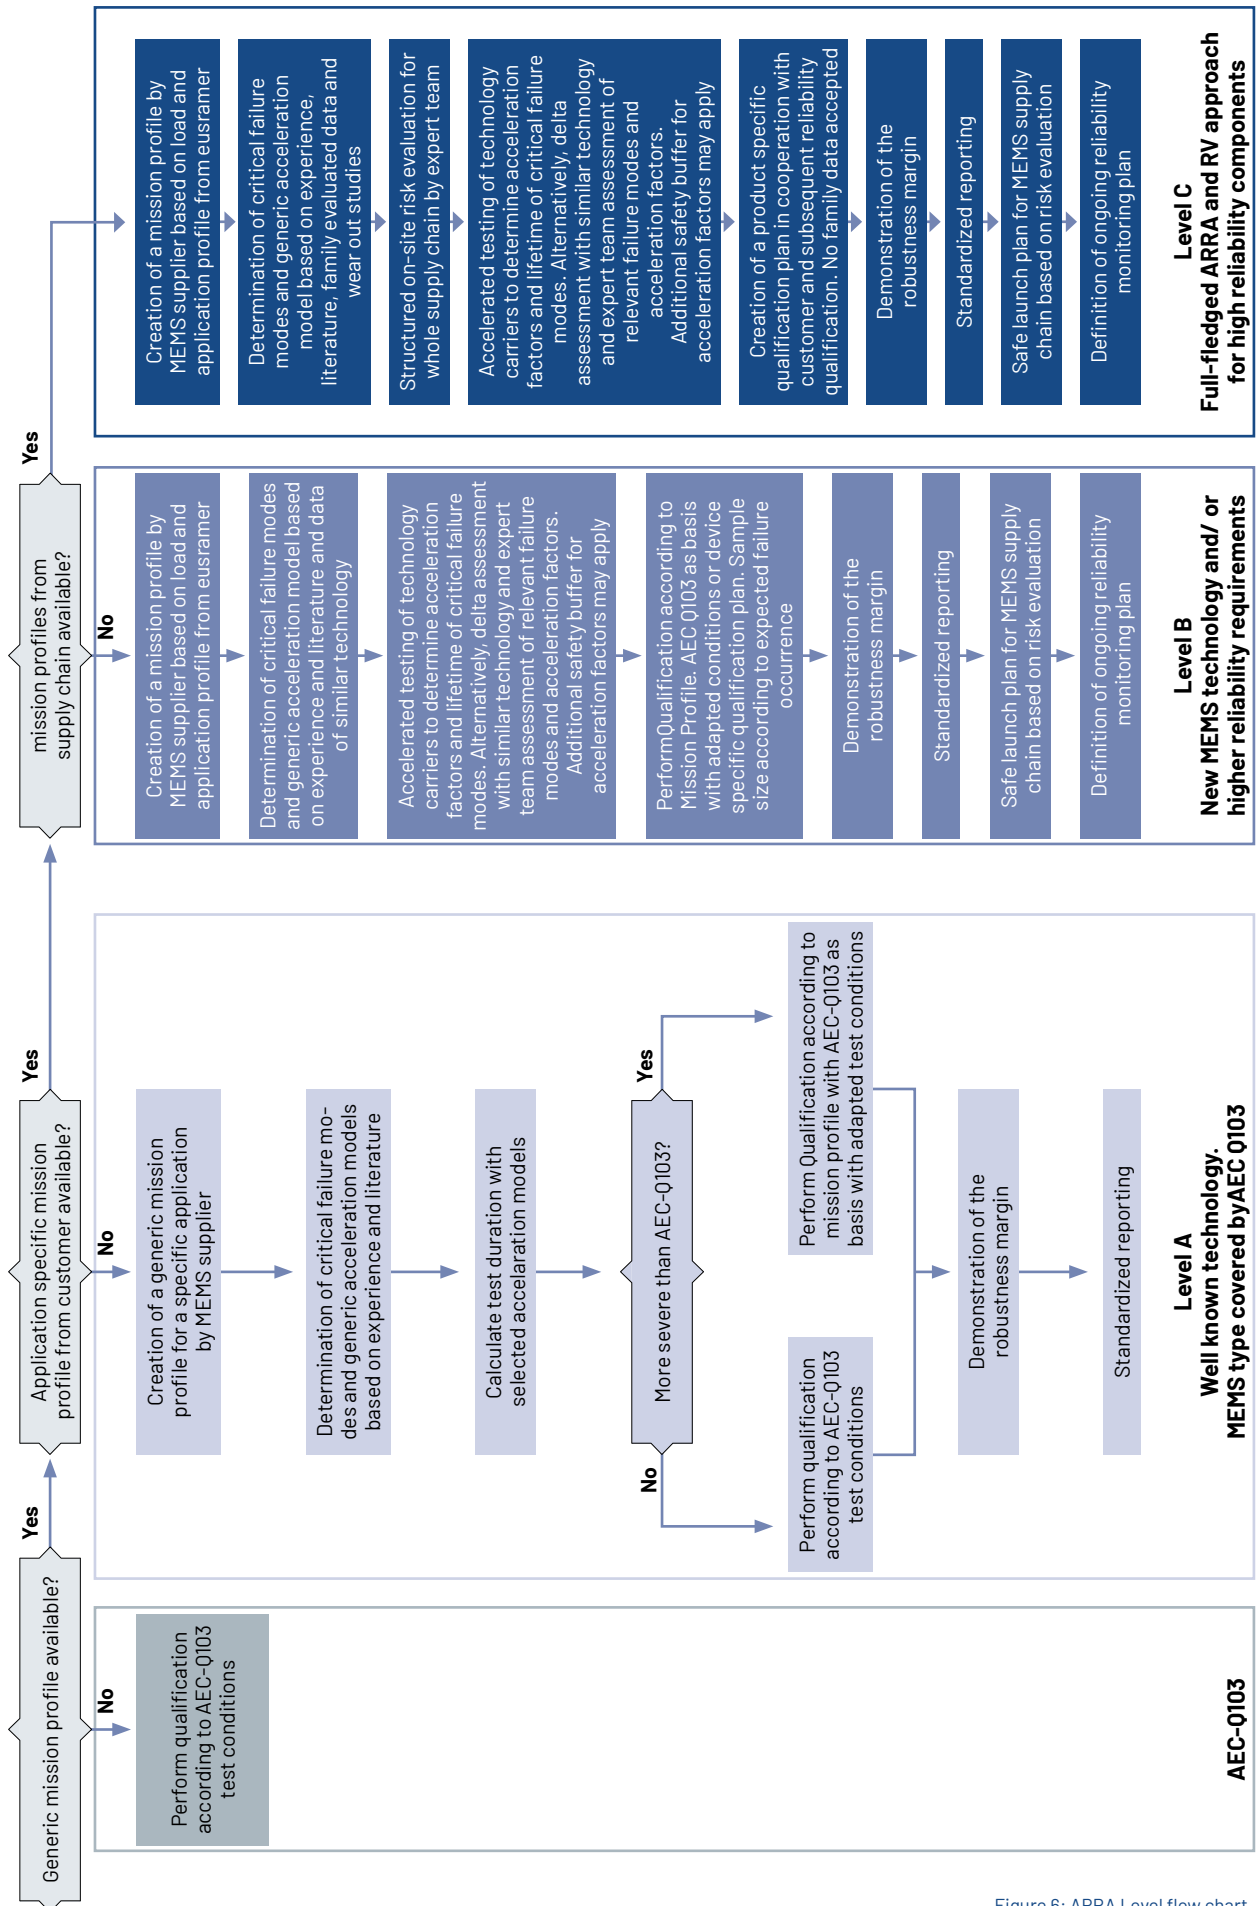 Generic mission profile available?
Yes
No
Perform qualification
according to AEC-Q103
test conditions
AEC-Q103
Application specific mission
profile from customer available?
Yes
No
Creation of a generic mission
profile for a specific application
by MEMS supplier
Determination of critical failure mo-
des and generic acceleration models
based on experience and literature
Calculate test duration with
selected accelaration models
More severe than AEC-Q103?
No
Yes
Perform qualification
according to AEC-Q103
test conditions
Perform Qualification according to
mission profile with AEC-Q103 as
basis with adapted test conditions
Demonstration of the
robustness margin
Standardized reporting
Level A
Well known technology.
MEMS type covered byAEC Q103
mission profiles from
supply chain available?
Yes
No
Creation of a mission profile by
MEMS supplier based on load and
application profile from eusramer
Determination of critical failure modes
and generic acceleration model based
on experience and literature and data
of similar technology
Accelerated testing of technology
carriers to determine acceleration
factors and lifetime of critical failure
modes. Alternatively, delta assessment
with similar technology and expert
team assessment of relevant failure
modes and acceleration factors.
Additional safety buffer for
acceleration factors may apply
PerformQualification according to
Mission Profile. AEC Q103 as basis
with adapted conditions or device
specific qualification plan. Sample
size according to expected failure
occurrence
Demonstration of the
robustness margin
Standardized reporting
Safe launch plan for MEMS supply
chain based on risk evaluation
Definition of ongoing reliability
monitoring plan
Level B
New MEMS technology and/ or
higher reliability requirements
Creation of a mission profile by
MEMS supplier based on load and
application profile from eusramer
Determination of critical failure
modes and generic acceleration
model based on experience,
literature, family evaluated data and
wear out studies
Structured on-site risk evaluation for
whole supply chain by expert team
Accelerated testing of technology
carriers to determine acceleration
factors and lifetime of critical failure
modes. Alternatively, delta
assessment with similar technology
and expert team assessment of
relevant failure modes and
acceleration factors.
Additional safety buffer for
acceleration factors may apply
Creation of a product specific
qualification plan in cooperation with
customer and subsequent reliability
qualification. No family data accepted
Demonstration of the
robustness margin
Standardized reporting
Safe launch plan for MEMS supply
chain based on risk evaluation
Definition of ongoing reliability
monitoring plan
Level C
Full-fledged ARRA and RV approach
for high reliability components
Figure 6: ARRA Level flow chart